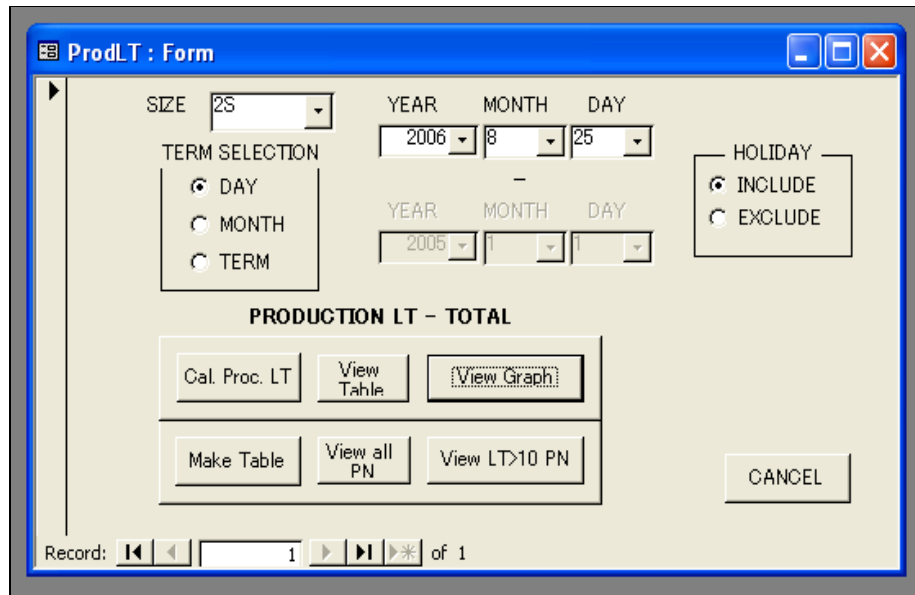 ProdLT : Form
SIZE 2S
YEAR MONTH DAY
2006 8 25
TERM SELECTION
DAY
MONTH
TERM
–
YEAR MONTH DAY
2005 1 1
HOLIDAY
INCLUDE
EXCLUDE
PRODUCTION LT – TOTAL
Cal. Proc. LT
View
Table
View Graph
Make Table
View all
PN
View LT>10 PN
CANCEL
Record: 1 of 1